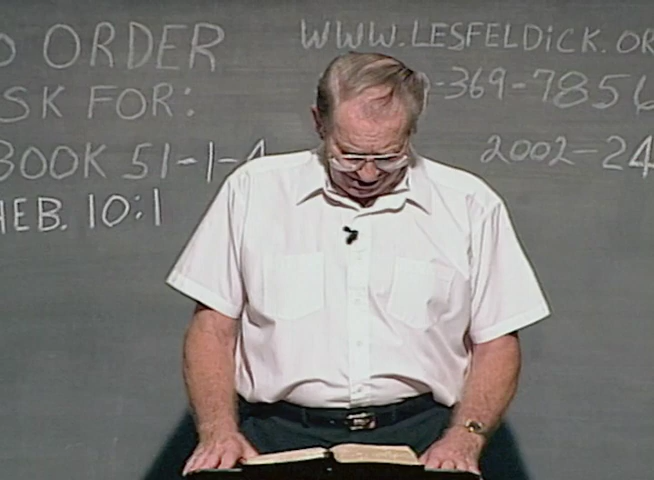 ORDER
WWW.LESFELDiCK.OR
SK FOR:
-369-7856
BOOK 51-1-4
2002-24
HEB. 10:1